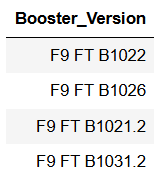 Booster_Version
F9 FT B1022
F9 FT B1026
F9 FT B1021.2
F9 FT B1031.2